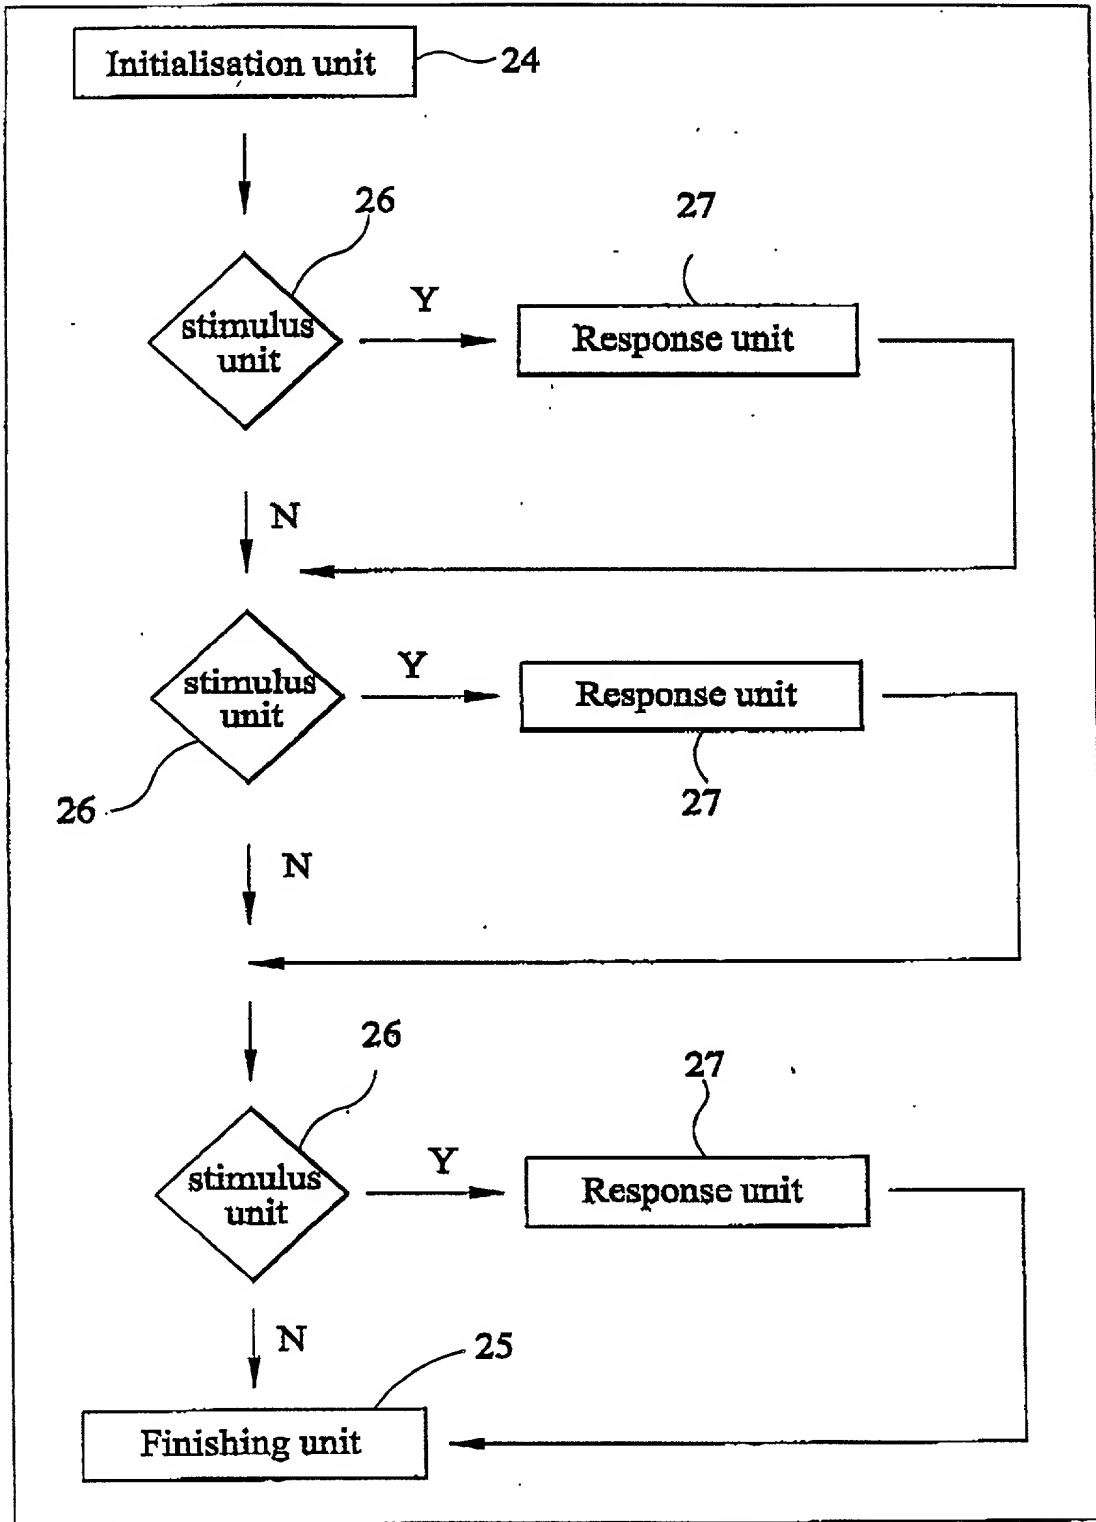 Initialisation unit
24
26
27
stimulus
unit
Y
Response unit
N
stimulus
unit
Y
Response unit
26
27
N
26
27
stimulus
unit
Y
Response unit
N
25
Finishing unit